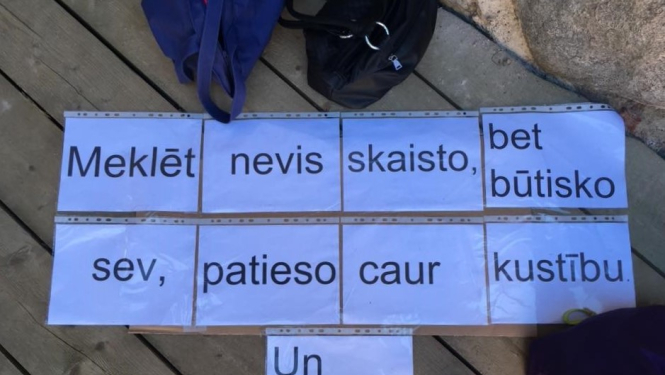 Meklēt nevis skaisto, bet būtisko
sev, patieso caur kustību.
Un